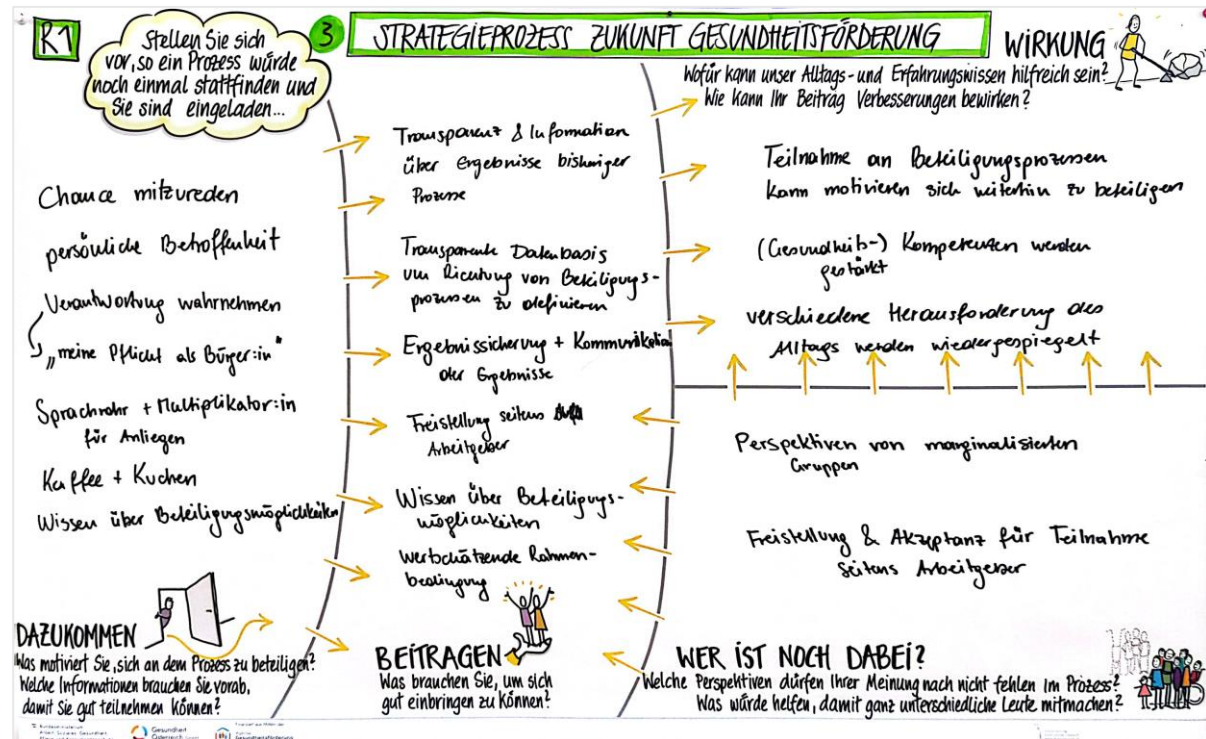 R1
Stellen Sie sich
vor, so ein Prozess würde
noch einmal stattfinden und
Sie sind eingeladen...
3
STRATEGIEPROZESS ZUKUNFT GESUNDHEITSFÖRDERUNG
Chance mitzureden
persönliche Betroffenheit
Verantwortung wahrnehmen
„meine Pflicht als Bürger:in"
Sprachrohr + Multiplikator:in
für Anliegen
Kaffee + Kuchen
Wissen über Beteiligungsmöglichkeiten
DAZUKOMMEN
Was motiviert Sie, sich an dem Prozess zu beteiligen?
Welche Informationen brauchen Sie vorab,
damit Sie gut teilnehmen können?
Transparenz & Information
über Ergebnisse bisheriger
Prozesse
Transparente Datenbasis
um Richtung von Beteiligungs-
prozessen zu definieren
Ergebnissicherung + Kommunikation
der Ergebnisse
Freistellung seitens
Arbeitgeber
Wissen über Beteiligungs-
möglichkeiten
wertschätzende Rahmen-
bedingung
BEITRAGEN
Was brauchen Sie, um sich
gut einbringen zu können?
WIRKUNG
Wofür kann unser Alltags- und Erfahrungswissen hilfreich sein?
Wie kann Ihr Beitrag Verbesserungen bewirken?
Teilnahme an Beteiligungsprozessen
kann motivieren sich weiterhin zu beteiligen
(Gesundheits-) Kompetenzen werden
gestärkt
verschiedene Herausforderung des
Alltags werden wiedergespiegelt
Perspektiven von marginalisierten
Gruppen
Freistellung & Akzeptanz für Teilnahme
seitens Arbeitgeber
WER IST NOCH DABEI?
Welche Perspektiven dürfen Ihrer Meinung nach nicht fehlen im Prozess?
Was würde helfen, damit ganz unterschiedliche Leute mitmachen?
Gesundheit
Österreich
Gesundheitsförderung